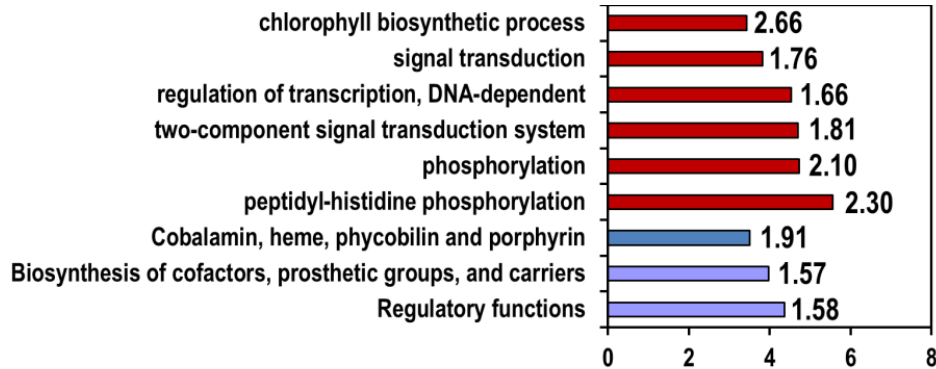 chlorophyll biosynthetic process 2.66
signal transduction 1.76
regulation of transcription, DNA-dependent 1.66
two-component signal transduction system 1.81
phosphorylation 2.10
peptidyl-histidine phosphorylation 2.30
Cobalamin, heme, phycobilin and porphyrin 1.91
Biosynthesis of cofactors, prosthetic groups, and carriers 1.57
Regulatory functions 1.58
0 2 4 6 8